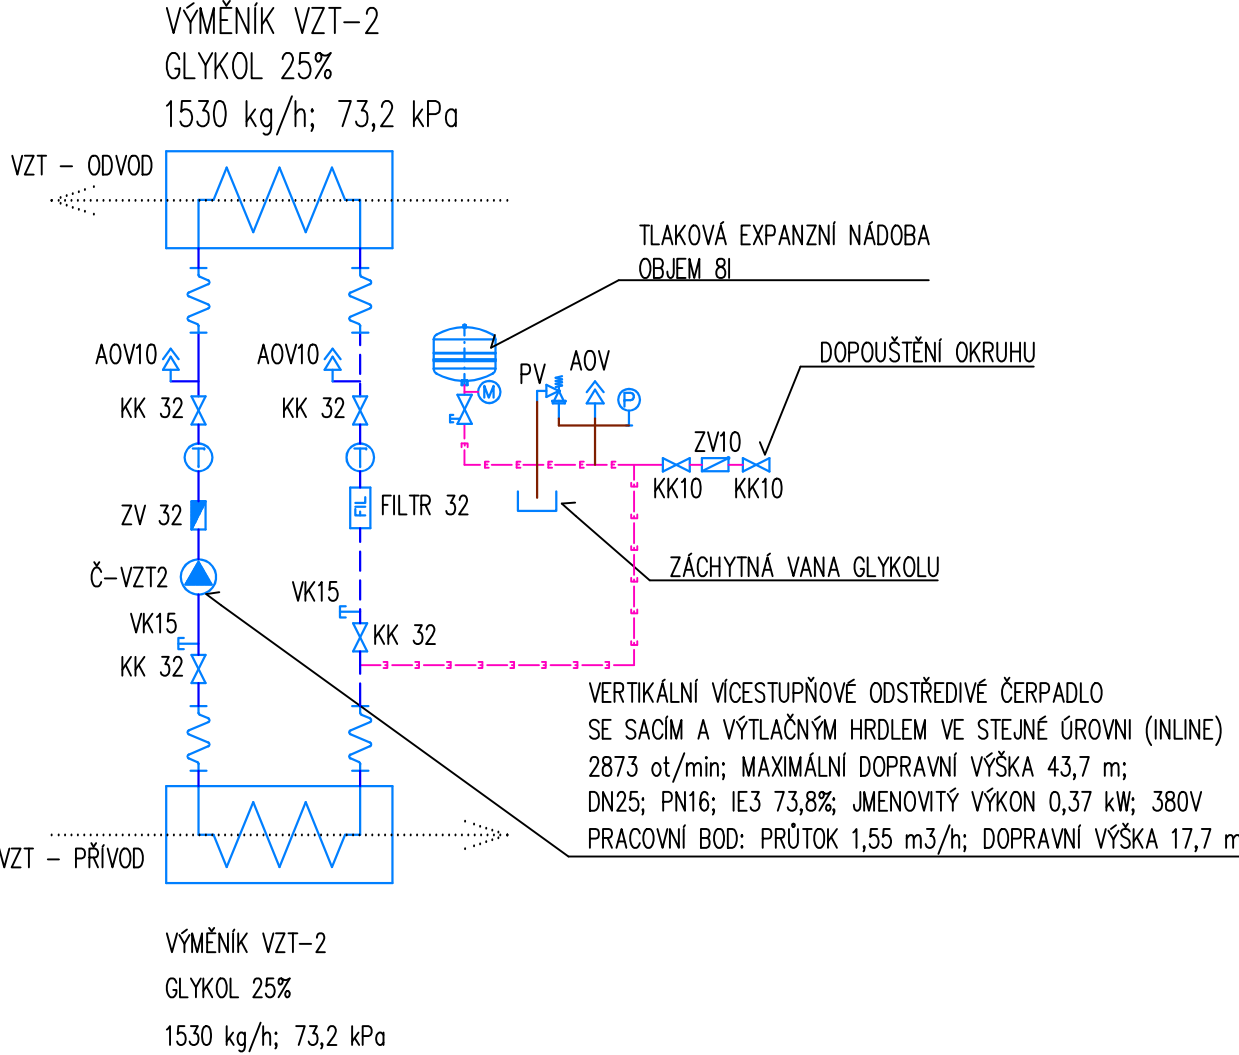 VÝMĚNÍK VZT-2
GLYKOL 25%
1530 kg/h; 73,2 kPa
VZT - ODVOD
TLAKOVÁ EXPANZNÍ NÁDOBA
OBJEM 8l
AOV10
AOV10
PV
AOV
DOPOUŠTĚNÍ OKRUHU
M
P
KK 32
KK 32
ZV10
T
T
KK10
KK10
ZV 32
FIL
FILTR 32
Č-VZT2
ZÁCHYTNÁ VANA GLYKOLU
VK15
VK15
KK 32
KK 32
E E E E E
E E E E E
E E E E E E E E
VERTIKÁLNÍ VÍCESTUPŇOVÉ ODSTŘEDIVÉ ČERPADLO
SE SACÍM A VÝTLAČNÝM HRDLEM VE STEJNÉ ÚROVNI (INLINE)
2873 ot/min; MAXIMÁLNÍ DOPRAVNÍ VÝŠKA 43,7 m;
DN25; PN16; IE3 73,8%; JMENOVITÝ VÝKON 0,37 kW; 380V
PRACOVNÍ BOD: PRŮTOK 1,55 m3/h; DOPRAVNÍ VÝŠKA 17,7 m
VZT - PŘÍVOD
VÝMĚNÍK VZT-2
GLYKOL 25%
1530 kg/h; 73,2 kPa